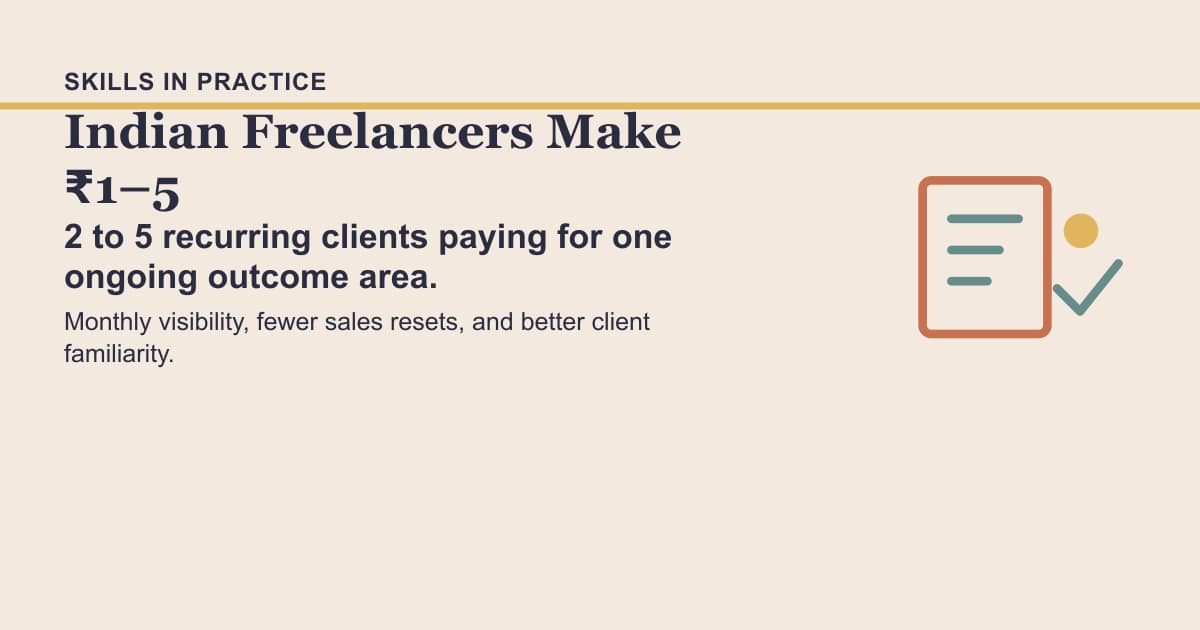 SKILLS IN PRACTICE
Indian Freelancers Make
₹1–5
2 to 5 recurring clients paying for one
ongoing outcome area.
Monthly visibility, fewer sales resets, and better client
familiarity.